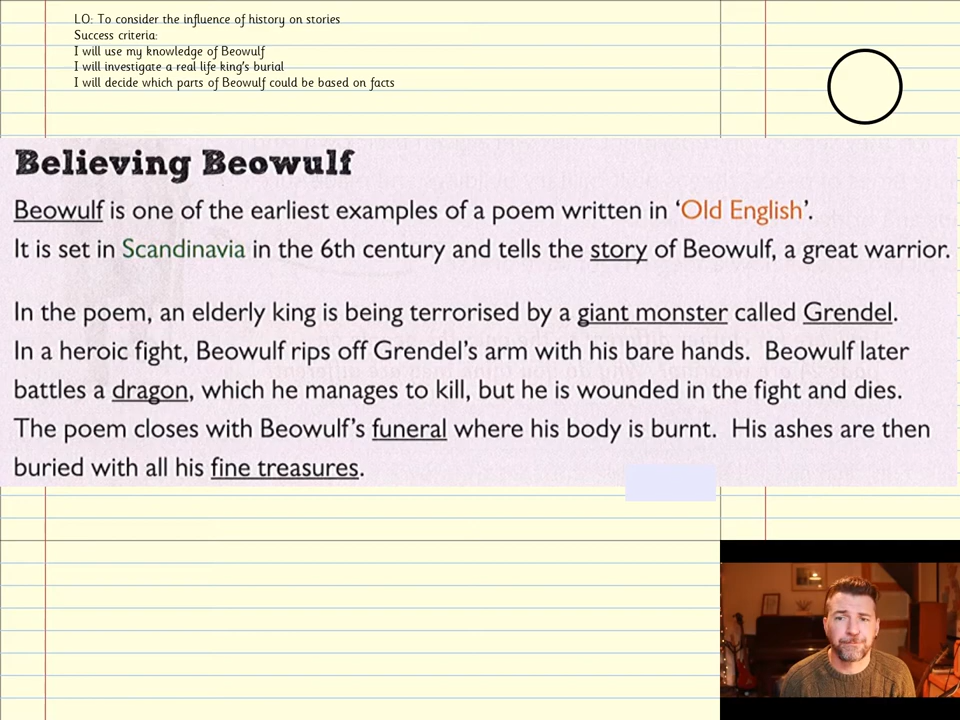 LO: To consider the influence of history on stories
Success criteria:
I will use my knowledge of Beowulf
I will investigate a real life king's burial
I will decide which parts of Beowulf could be based on facts
Believing Beowulf
Beowulf is one of the earliest examples of a poem written in ‘Old English’.
It is set in Scandinavia in the 6th century and tells the story of Beowulf, a great warrior.
In the poem, an elderly king is being terrorised by a giant monster called Grendel.
In a heroic fight, Beowulf rips off Grendel’s arm with his bare hands. Beowulf later
battles a dragon, which he manages to kill, but he is wounded in the fight and dies.
The poem closes with Beowulf’s funeral where his body is burnt. His ashes are then
buried with all his fine treasures.